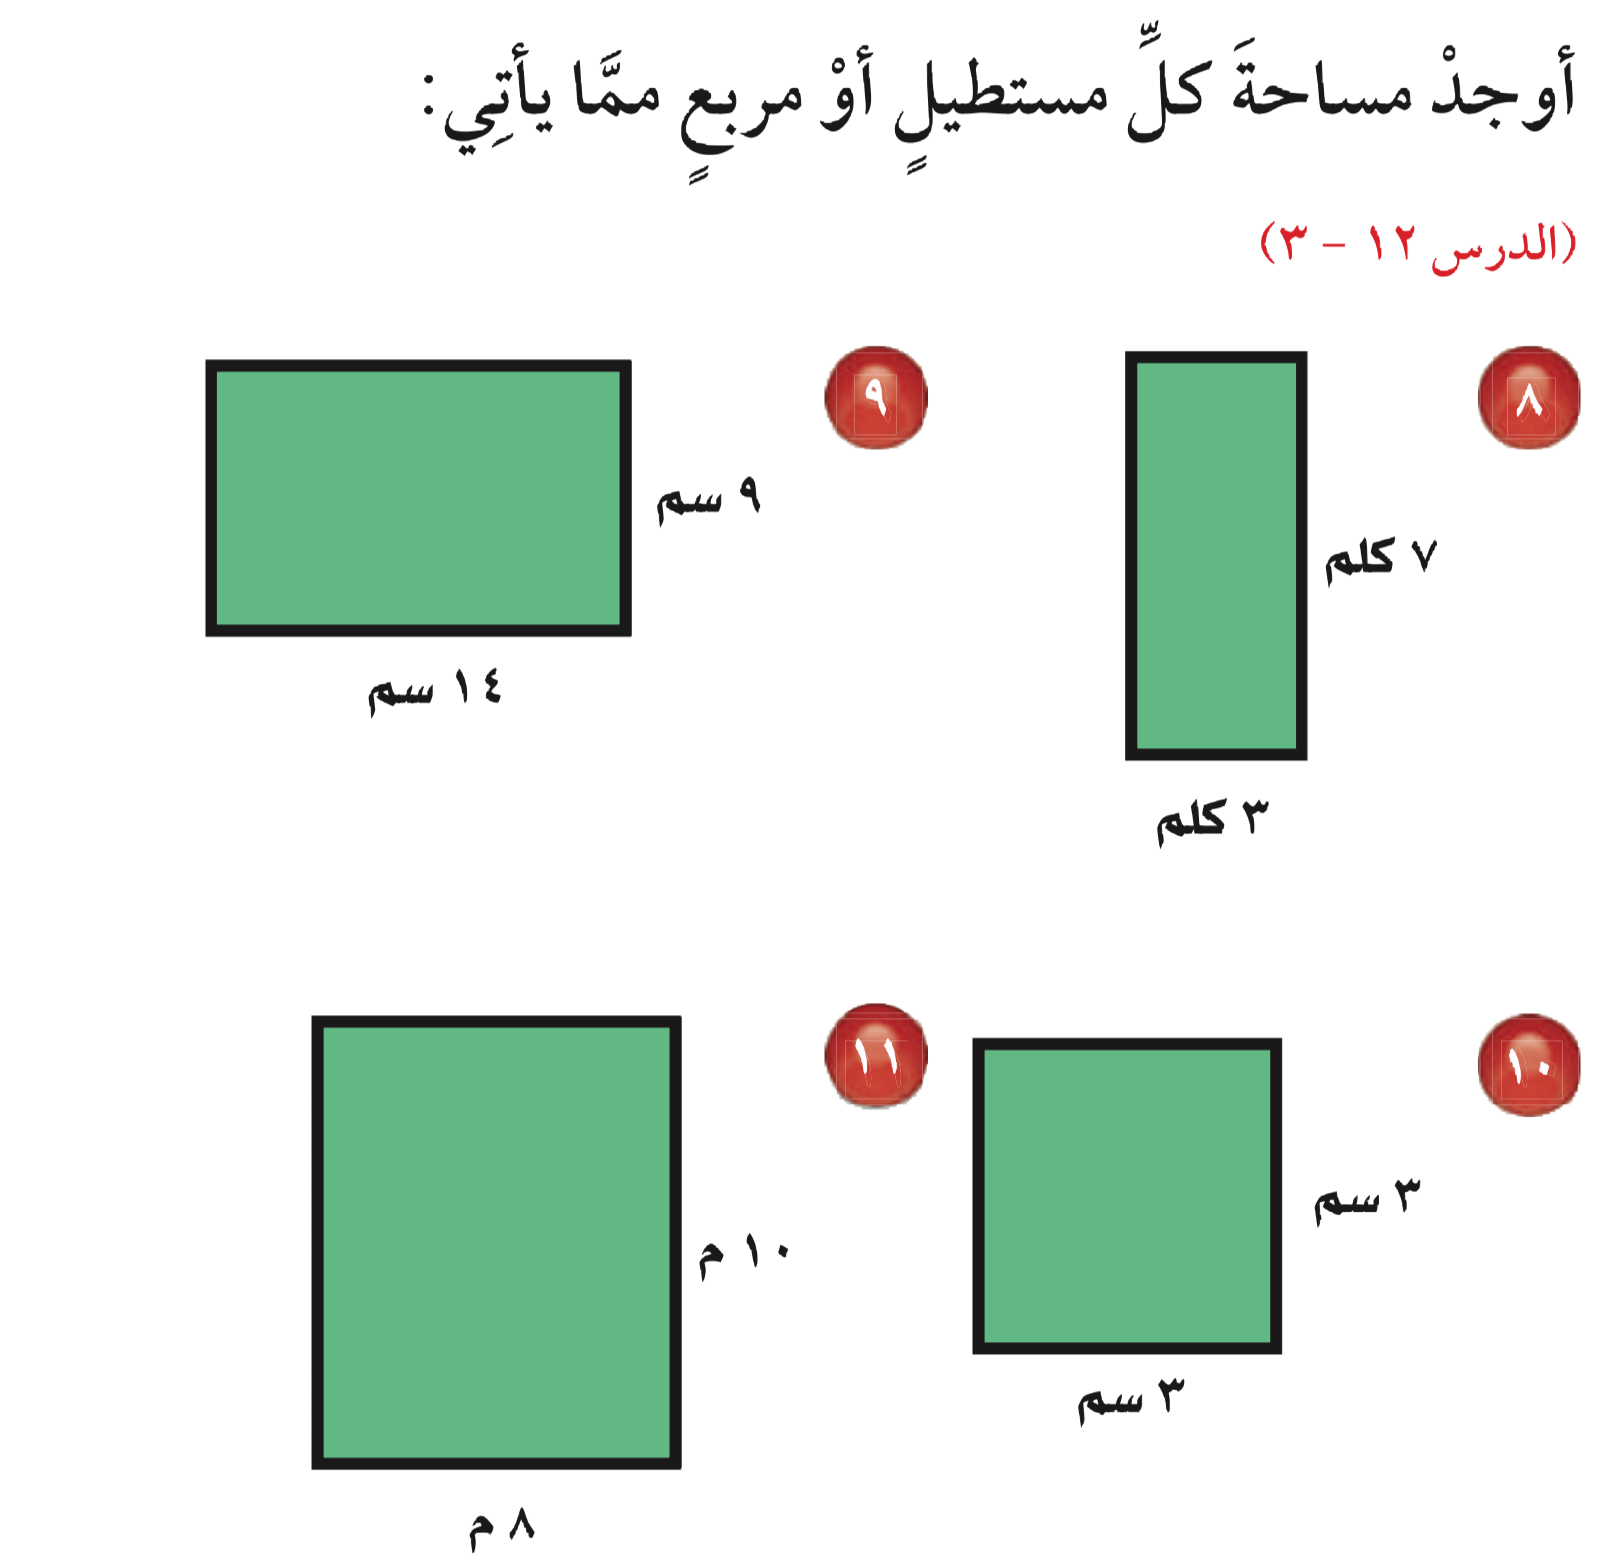 أوجدْ مساحةَ كلِّ مستطيلٍ أوْ مربعٍ ممَّا يأتِي:
(الدرس ١٢ - ٣)
٨
٧ كلم
٣ كلم
٩
٩ سم
١٤ سم
١٠
٣ سم
٣ سم
١١
١٠ م
٨ م